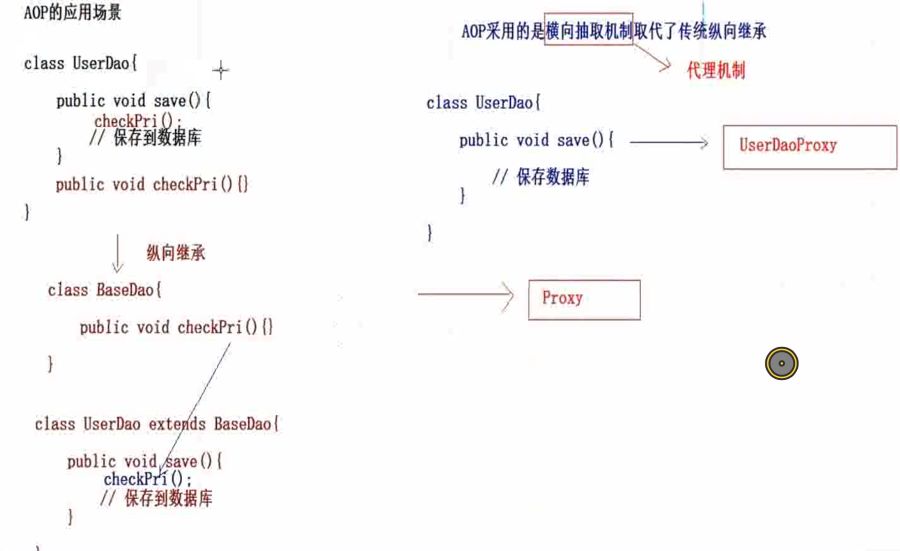 AOP的应用场景
class UserDao{
public void save(){
checkPri();
// 保存到数据库
}
public void checkPri(){}
}
纵向继承
class BaseDao{
public void checkPri(){}
}
class UserDao extends BaseDao{
public void save(){
checkPri();
// 保存到数据库
}
}
AOP采用的是横向抽取机制取代了传统纵向继承
代理机制
class UserDao{
public void save(){
// 保存数据库
}
}
UserDaoProxy
Proxy